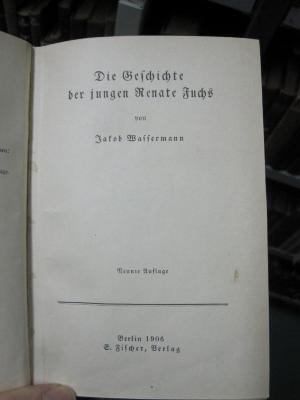 Die Geschichte
der jungen Renate Fuchs
von
Jakob Wassermann
Neunte Auflage
Berlin 1906
S. Fischer, Verlag